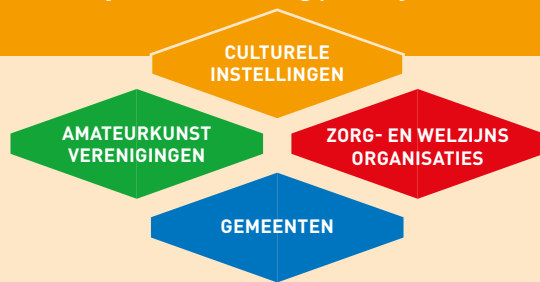 CULTURELE
INSTELLINGEN
AMATEURKUNST
VERENIGINGEN
ZORG- EN WELZIJNS
ORGANISATIES
GEMEENTEN